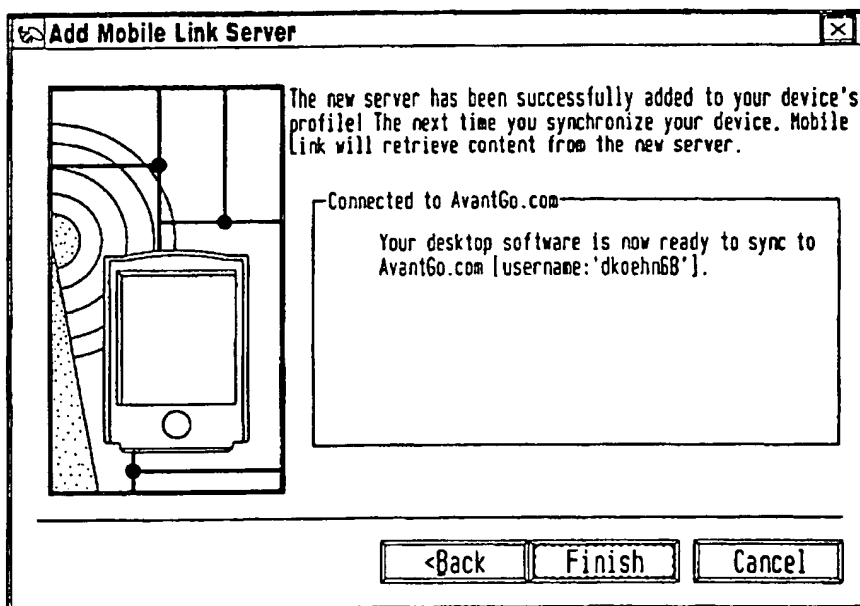 Add Mobile Link Server
The new server has been successfully added to your device's
profile! The next time you synchronize your device. Mobile
Link will retrieve content from the new server.
Connected to AvantGo.com
Your desktop software is now ready to sync to
AvantGo.com [username:'dkoehn68'].
<Back
Finish
Cancel